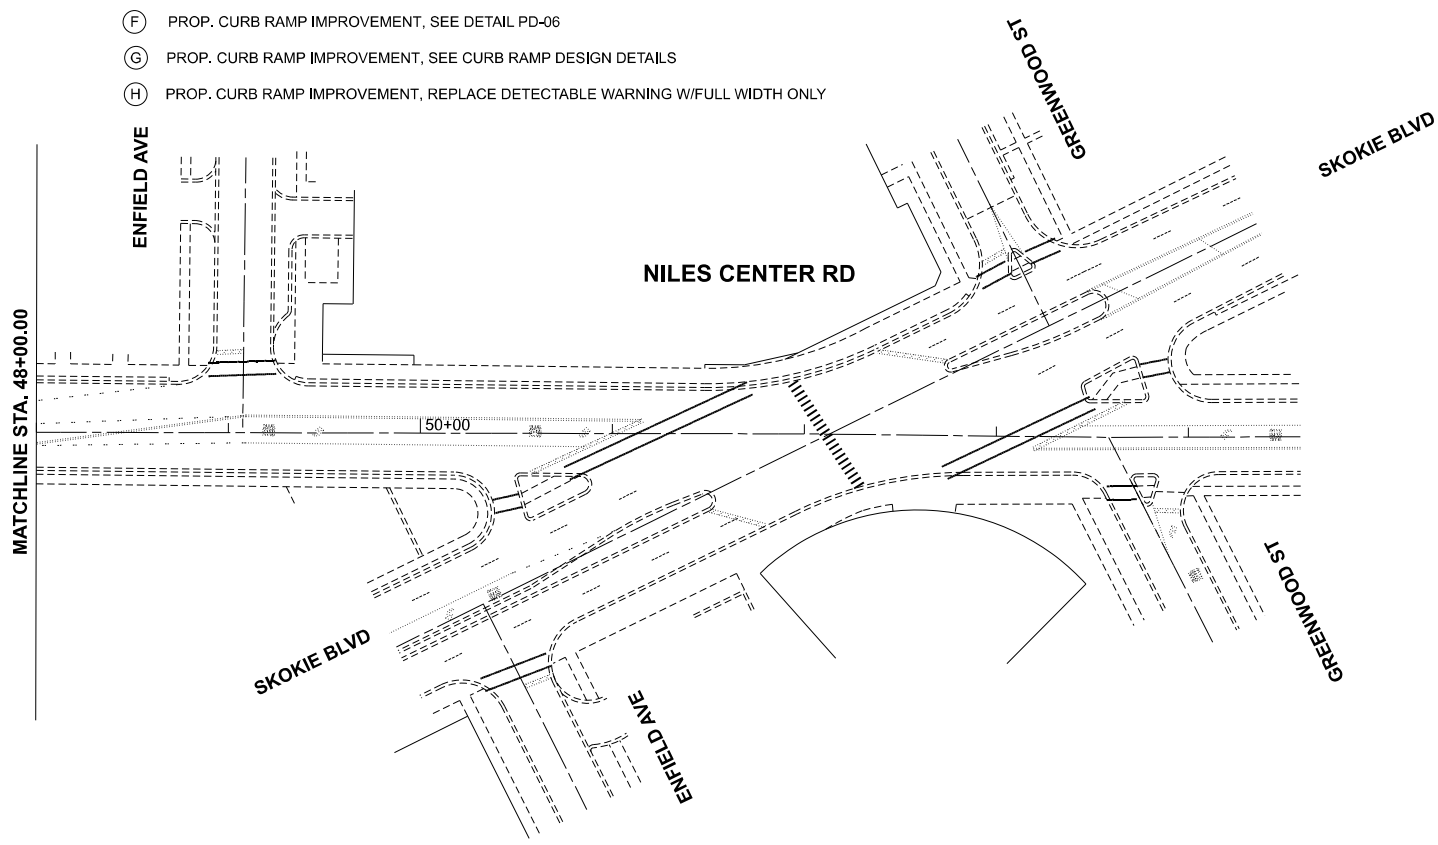 F PROP. CURB RAMP IMPROVEMENT, SEE DETAIL PD-06
G PROP. CURB RAMP IMPROVEMENT, SEE CURB RAMP DESIGN DETAILS
H PROP. CURB RAMP IMPROVEMENT, REPLACE DETECTABLE WARNING W/FULL WIDTH ONLY
ENFIELD AVE
GREENWOOD ST
SKOKIE BLVD
NILES CENTER RD
MATCHLINE STA. 48+00.00
50+00
SKOKIE BLVD
ENFIELD AVE
GREENWOOD ST